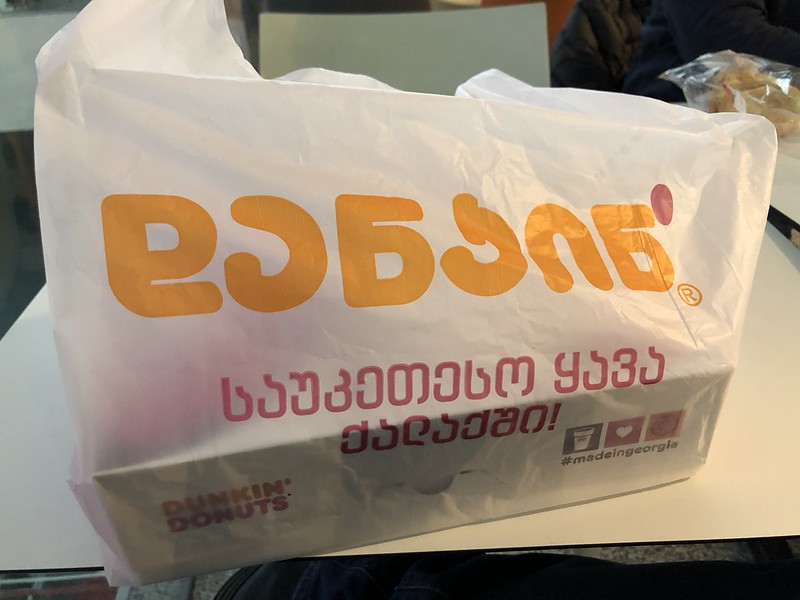 დანკინ'®
საუკეთესო ყავა
ქალაქში!
#madeingeorgia
DUNKIN'
DONUTS